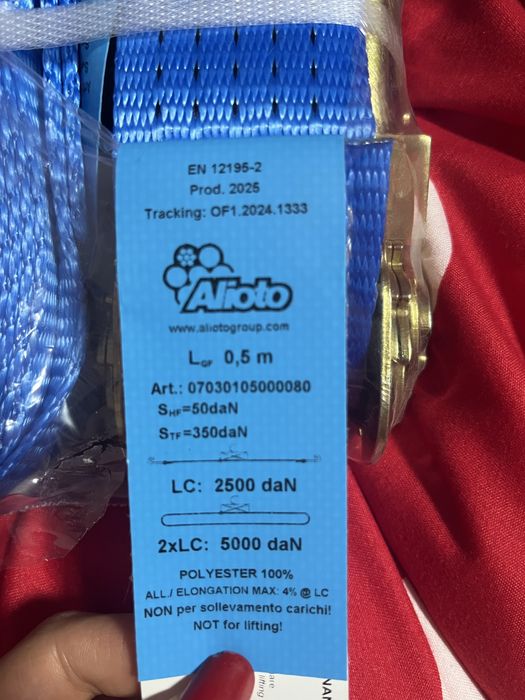 EN 12195-2
Prod. 2025
Tracking: OF1.2024.1333
Alioto
www.aliotogroup.com
LGF 0,5 m
Art.: 07030105000080
SHF=50daN
STF=350daN
LC: 2500 daN
2xLC: 5000 daN
POLYESTER 100%
ALL./ ELONGATION MAX: 4% @ LC
NON per sollevamento carichi!
NOT for lifting!